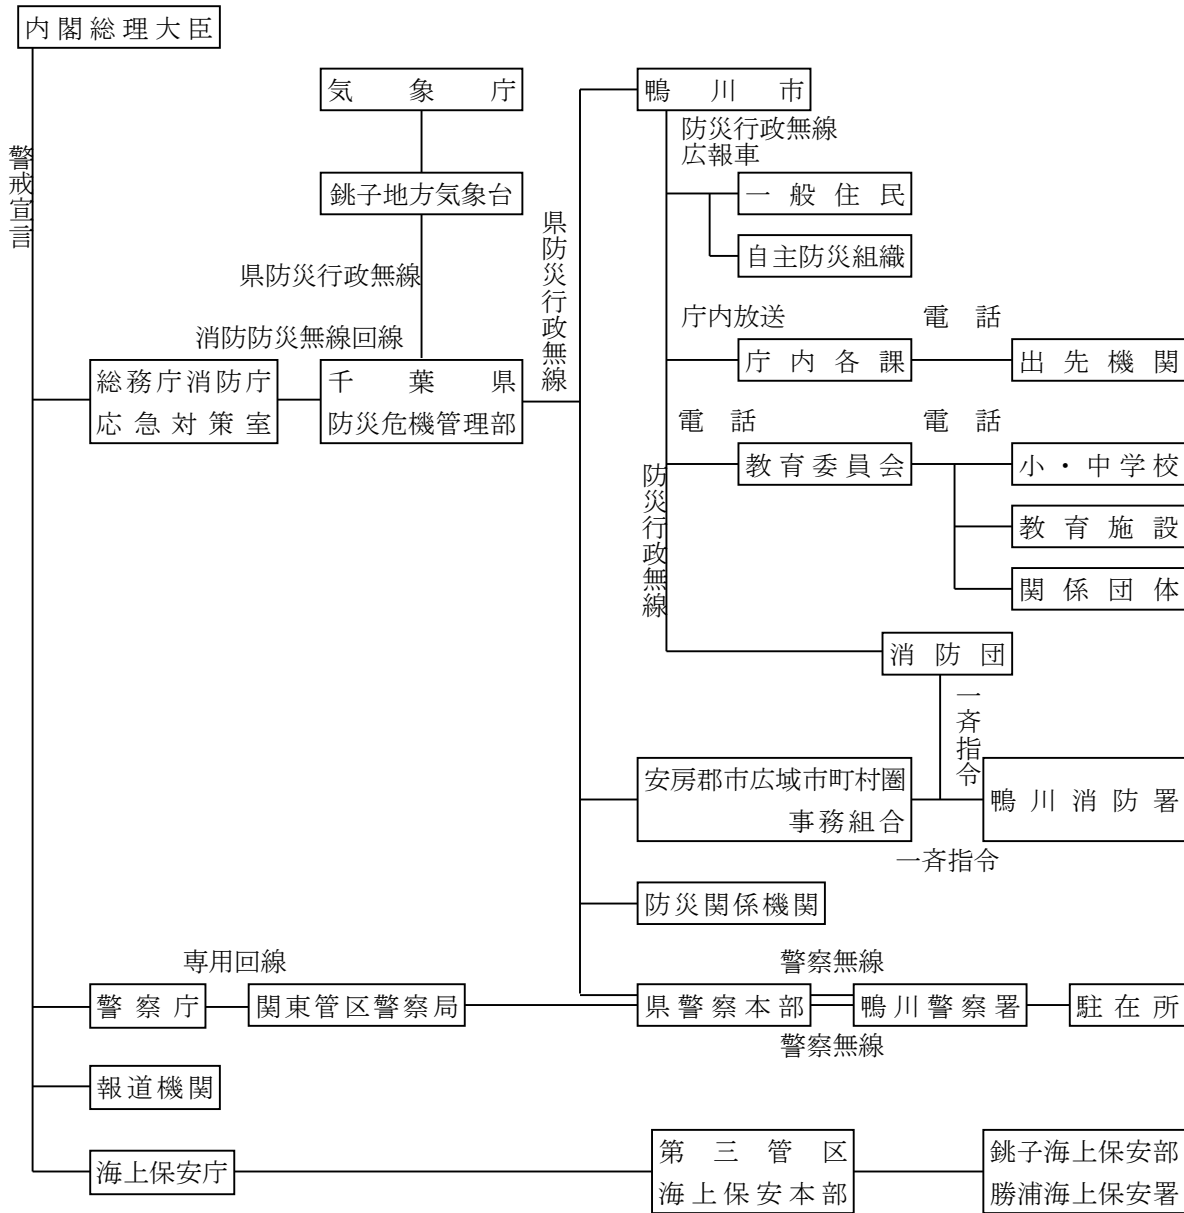 内閣総理大臣
警戒宣言
気象庁
銚子地方気象台
県防災行政無線
消防防災無線回線
総務庁消防庁
応急対策室
千葉県
防災危機管理部
県防災行政無線
鴨川市
防災行政無線
広報車
一般住民
自主防災組織
庁内放送
電話
庁内各課
出先機関
電話
電話
教育委員会
小・中学校
教育施設
関係団体
防災行政無線
消防団
一斉指令
安房郡市広域市町村圏
事務組合
鴨川消防署
一斉指令
防災関係機関
専用回線
警察無線
警察庁
関東管区警察局
県警察本部
鴨川警察署
駐在所
警察無線
報道機関
海上保安庁
第三管区
海上保安本部
銚子海上保安部
勝浦海上保安署